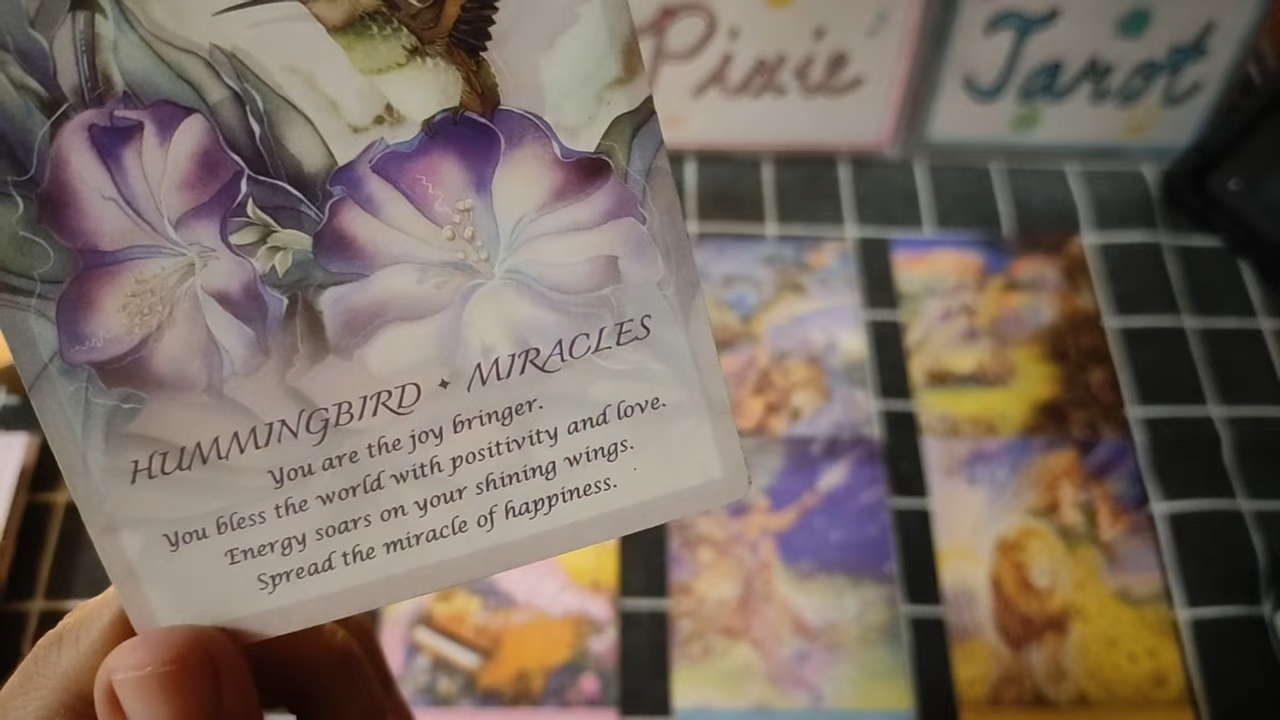 Pixie
Tarot
HUMMINGBIRD ✦ MIRACLES
You are the joy bringer.
You bless the world with positivity and love.
Energy soars on your shining wings.
Spread the miracle of happiness.